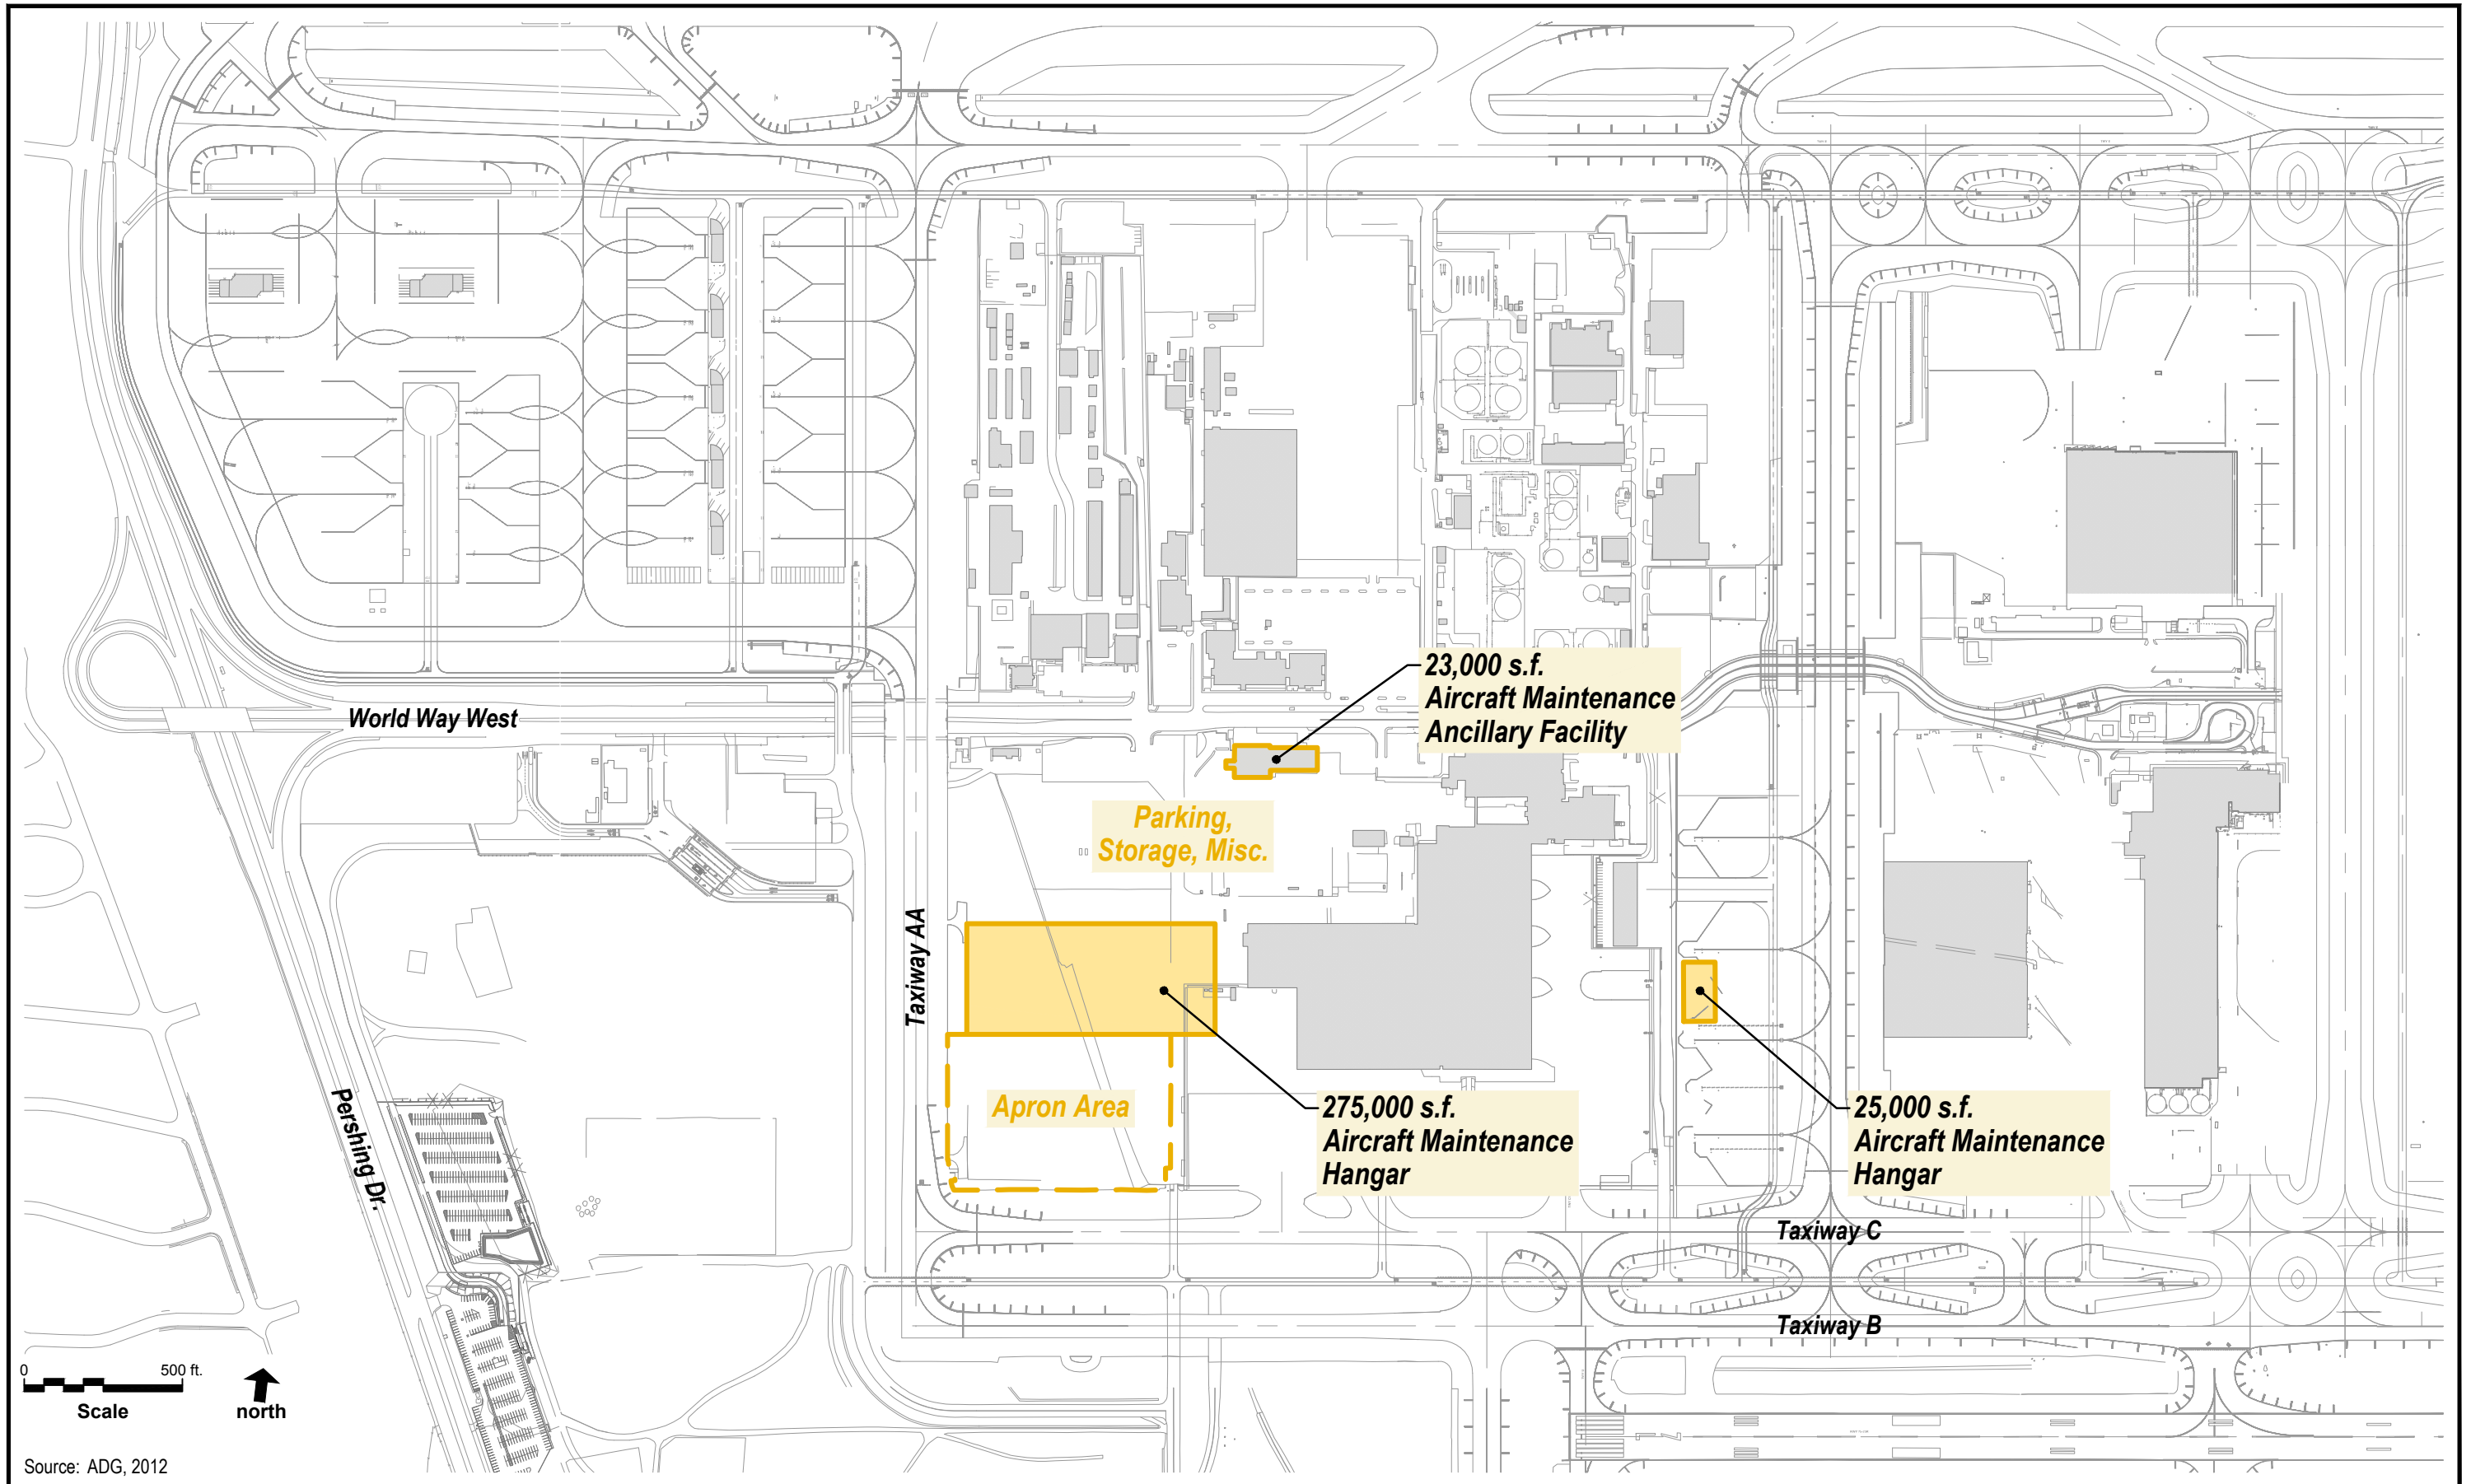 World Way West
23,000 s.f.
Aircraft Maintenance
Ancillary Facility
Parking,
Storage, Misc.
Taxiway AA
Apron Area
275,000 s.f.
Aircraft Maintenance
Hangar
25,000 s.f.
Aircraft Maintenance
Hangar
Pershing Dr.
Taxiway C
Taxiway B
0
500 ft.
Scale
north
Source: ADG, 2012